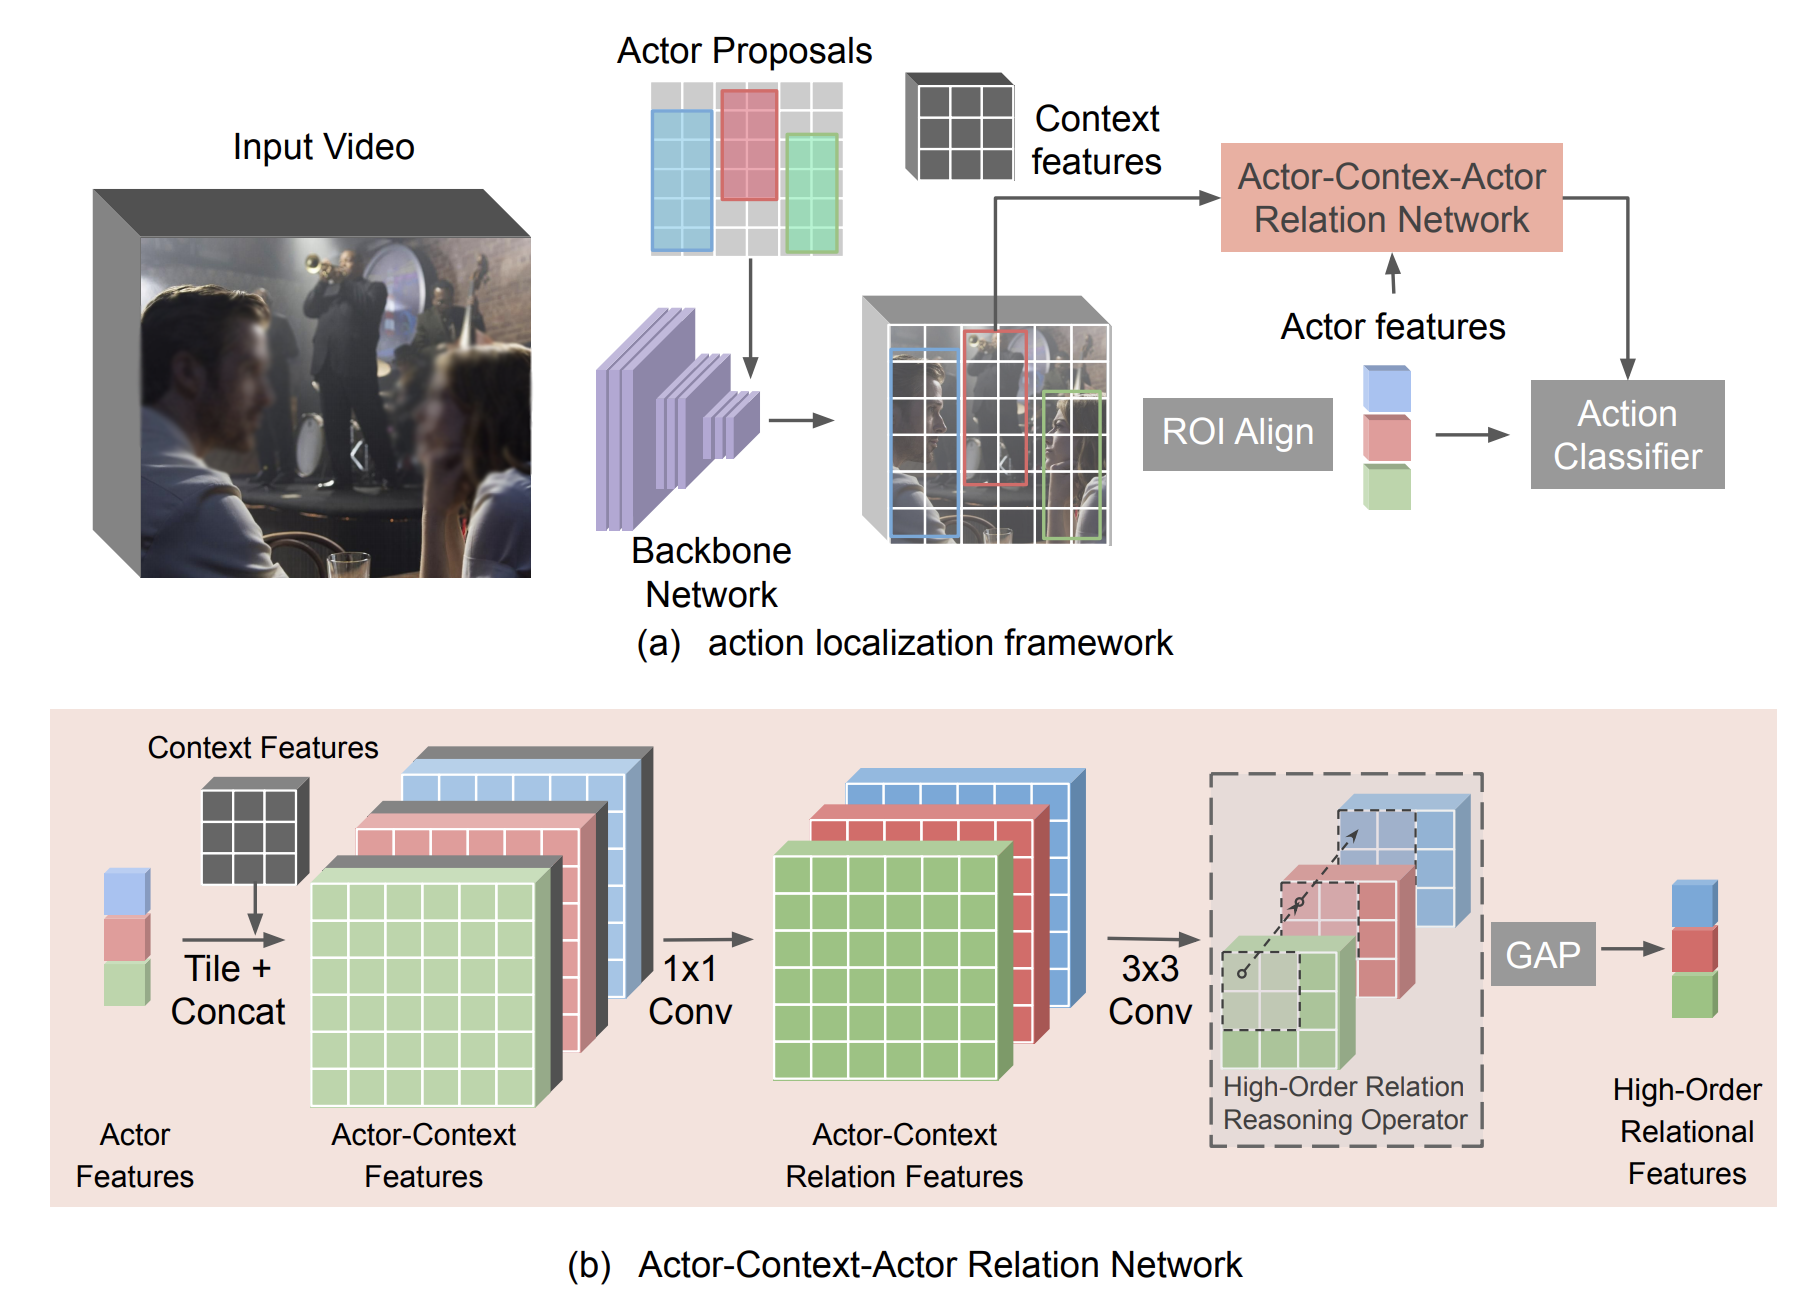 Actor Proposals
Input Video
Context
features
Actor-Contex-Actor
Relation Network
Actor features
ROI Align
Action
Classifier
Backbone
Network
(a) action localization framework
Context Features
Tile +
Concat
1x1
Conv
3x3
Conv
GAP
High-Order Relation
Reasoning Operator
Actor
Features
Actor-Context
Features
Actor-Context
Relation Features
High-Order
Relational
Features
(b) Actor-Context-Actor Relation Network